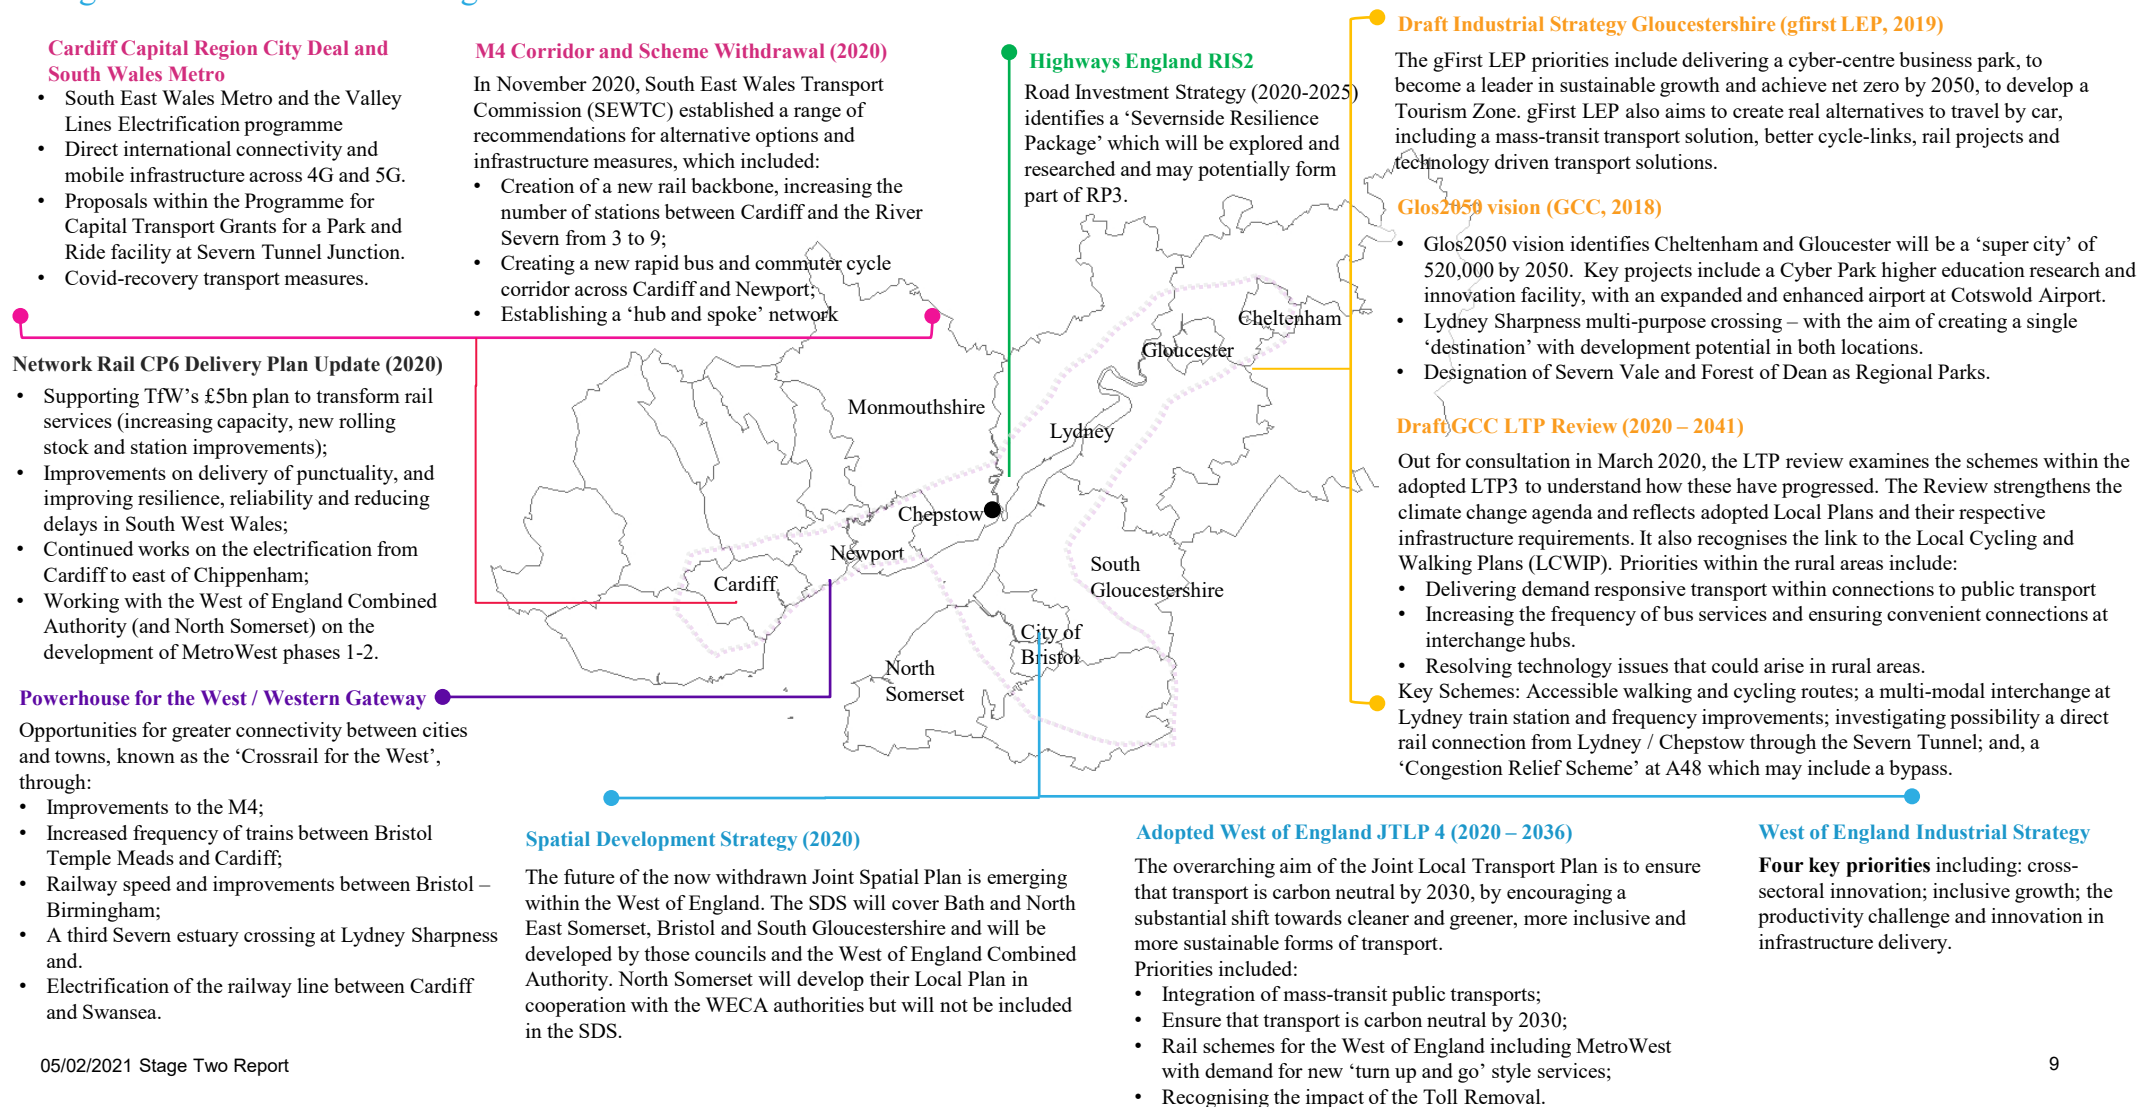 Cardiff Capital Region City Deal and
South Wales Metro
• South East Wales Metro and the Valley
Lines Electrification programme
• Direct international connectivity and
mobile infrastructure across 4G and 5G.
• Proposals within the Programme for
Capital Transport Grants for a Park and
Ride facility at Severn Tunnel Junction.
• Covid-recovery transport measures.
M4 Corridor and Scheme Withdrawal (2020)
In November 2020, South East Wales Transport
Commission (SEWTC) established a range of
recommendations for alternative options and
infrastructure measures, which included:
• Creation of a new rail backbone, increasing the
number of stations between Cardiff and the River
Severn from 3 to 9;
• Creating a new rapid bus and commuter cycle
corridor across Cardiff and Newport;
• Establishing a ‘hub and spoke’ network
Highways England RIS2
Road Investment Strategy (2020-2025)
identifies a ‘Severnside Resilience
Package’ which will be explored and
researched and may potentially form
part of RP3.
Draft Industrial Strategy Gloucestershire (gfirst LEP, 2019)
The gFirst LEP priorities include delivering a cyber-centre business park, to
become a leader in sustainable growth and achieve net zero by 2050, to develop a
Tourism Zone. gFirst LEP also aims to create real alternatives to travel by car,
including a mass-transit transport solution, better cycle-links, rail projects and
technology driven transport solutions.
Glos2050 vision (GCC, 2018)
• Glos2050 vision identifies Cheltenham and Gloucester will be a ‘super city’ of
520,000 by 2050. Key projects include a Cyber Park higher education research and
innovation facility, with an expanded and enhanced airport at Cotswold Airport.
• Lydney Sharpness multi-purpose crossing – with the aim of creating a single
‘destination’ with development potential in both locations.
• Designation of Severn Vale and Forest of Dean as Regional Parks.
Draft GCC LTP Review (2020 – 2041)
Out for consultation in March 2020, the LTP review examines the schemes within the
adopted LTP3 to understand how these have progressed. The Review strengthens the
climate change agenda and reflects adopted Local Plans and their respective
infrastructure requirements. It also recognises the link to the Local Cycling and
Walking Plans (LCWIP). Priorities within the rural areas include:
• Delivering demand responsive transport within connections to public transport
• Increasing the frequency of bus services and ensuring convenient connections at
interchange hubs.
• Resolving technology issues that could arise in rural areas.
Key Schemes: Accessible walking and cycling routes; a multi-modal interchange at
Lydney train station and frequency improvements; investigating possibility a direct
rail connection from Lydney / Chepstow through the Severn Tunnel; and, a
‘Congestion Relief Scheme’ at A48 which may include a bypass.
Network Rail CP6 Delivery Plan Update (2020)
• Supporting TfW’s £5bn plan to transform rail
services (increasing capacity, new rolling
stock and station improvements);
• Improvements on delivery of punctuality, and
improving resilience, reliability and reducing
delays in South West Wales;
• Continued works on the electrification from
Cardiff to east of Chippenham;
• Working with the West of England Combined
Authority (and North Somerset) on the
development of MetroWest phases 1-2.
Cheltenham
Gloucester
Monmouthshire
Lydney
Chepstow
Newport
Cardiff
South
Gloucestershire
City of
Bristol
North
Somerset
Powerhouse for the West / Western Gateway
Opportunities for greater connectivity between cities
and towns, known as the ‘Crossrail for the West’,
through:
• Improvements to the M4;
• Increased frequency of trains between Bristol
Temple Meads and Cardiff;
• Railway speed and improvements between Bristol –
Birmingham;
• A third Severn estuary crossing at Lydney Sharpness
and.
• Electrification of the railway line between Cardiff
and Swansea.
Spatial Development Strategy (2020)
The future of the now withdrawn Joint Spatial Plan is emerging
within the West of England. The SDS will cover Bath and North
East Somerset, Bristol and South Gloucestershire and will be
developed by those councils and the West of England Combined
Authority. North Somerset will develop their Local Plan in
cooperation with the WECA authorities but will not be included
in the SDS.
Adopted West of England JTLP 4 (2020 – 2036)
The overarching aim of the Joint Local Transport Plan is to ensure
that transport is carbon neutral by 2030, by encouraging a
substantial shift towards cleaner and greener, more inclusive and
more sustainable forms of transport.
Priorities included:
• Integration of mass-transit public transports;
• Ensure that transport is carbon neutral by 2030;
• Rail schemes for the West of England including MetroWest
with demand for new ‘turn up and go’ style services;
• Recognising the impact of the Toll Removal.
West of England Industrial Strategy
Four key priorities including: cross-
sectoral innovation; inclusive growth; the
productivity challenge and innovation in
infrastructure delivery.
05/02/2021 Stage Two Report
9